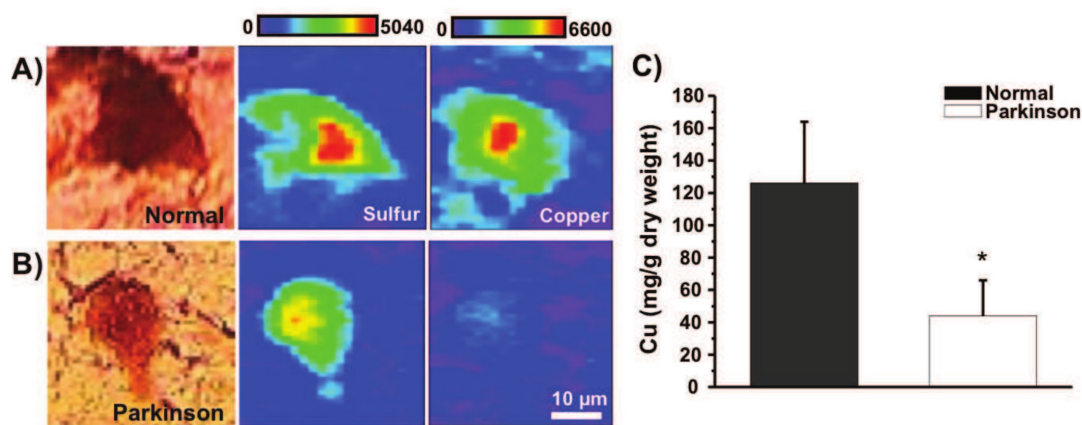 0 5040
0 6600
A)
Normal
Sulfur
Copper
B)
Parkinson
10 µm
C)
Normal
Parkinson
Cu (mg/g dry weight)
180
160
140
120
100
80
60
40
20
0
*